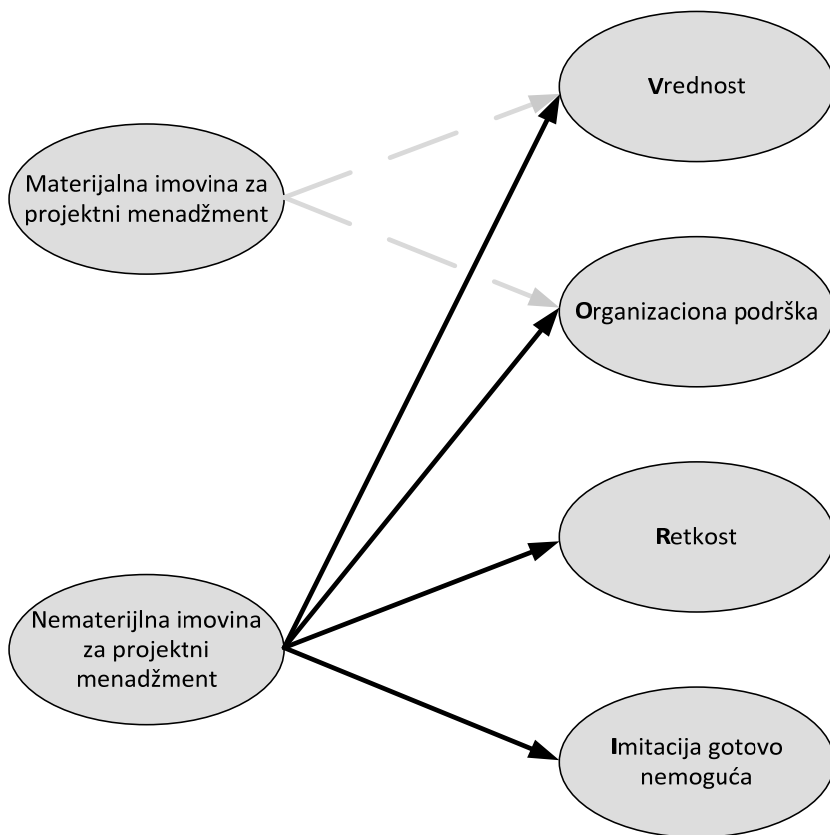 Vrednost
Materijalna imovina za
projektni menadžment
Organizaciona podrška
Retkost
Nematerijlna imovina
za projektni
menadžment
Imitacija gotovo
nemoguća